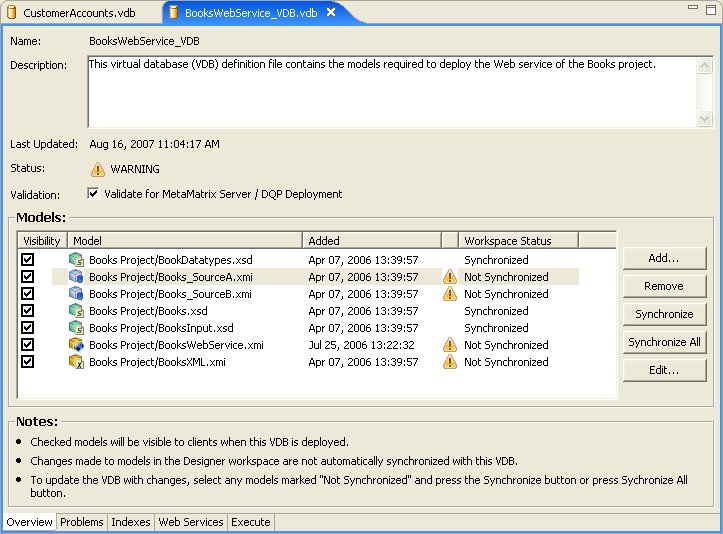 CustomerAccounts.vdb BooksWebService_VDB.vdb
Name: BooksWebService_VDB
Description: This virtual database (VDB) definition file contains the models required to deploy the Web service of the Books project.
Last Updated: Aug 16, 2007 11:04:17 AM
Status: WARNING
Validation: Validate for MetaMatrix Server / DQP Deployment
Models:
Visibility Model Added Workspace Status
Books Project/BookDatatypes.xsd Apr 07, 2006 13:39:57 Synchronized Add...
Books Project/Books_SourceA.xmi Apr 07, 2006 13:39:57 Not Synchronized
Remove
Books Project/Books_SourceB.xmi Apr 07, 2006 13:39:57 Not Synchronized
Books Project/Books.xsd Apr 07, 2006 13:39:57 Synchronized Synchronize
Books Project/BooksInput.xsd Apr 07, 2006 13:39:57 Synchronized
Books Project/BooksWebService.xmi Jul 25, 2006 13:22:32 Not Synchronized Synchronize All
Books Project/BooksXML.xmi Apr 07, 2006 13:39:57 Not Synchronized
Edit...
Notes:
Checked models will be visible to clients when this VDB is deployed.
Changes made to models in the Designer workspace are not automatically synchronized with this VDB.
To update the VDB with changes, select any models marked "Not Synchronized" and press the Synchronize button or press Sychronize All
button.
Overview Problems Indexes Web Services Execute